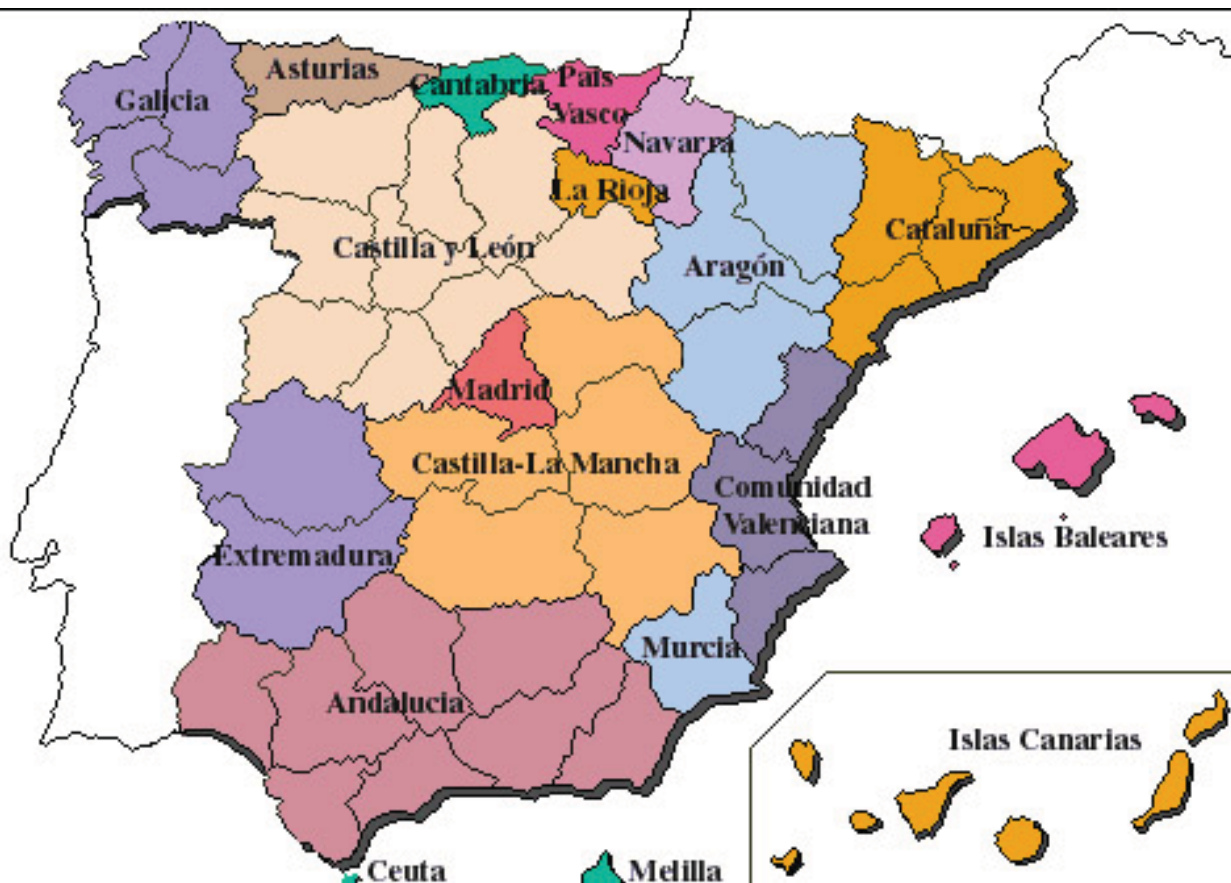 Asturias
Cantabria
País
Vasco
Galicia
Navarra
La Rioja
Cataluña
Castilla y León
Aragón
Madrid
Castilla-La Mancha
Comunidad
Valenciana
Islas Baleares
Extremadura
Murcia
Andalucia
Islas Canarias
Ceuta
Melilla